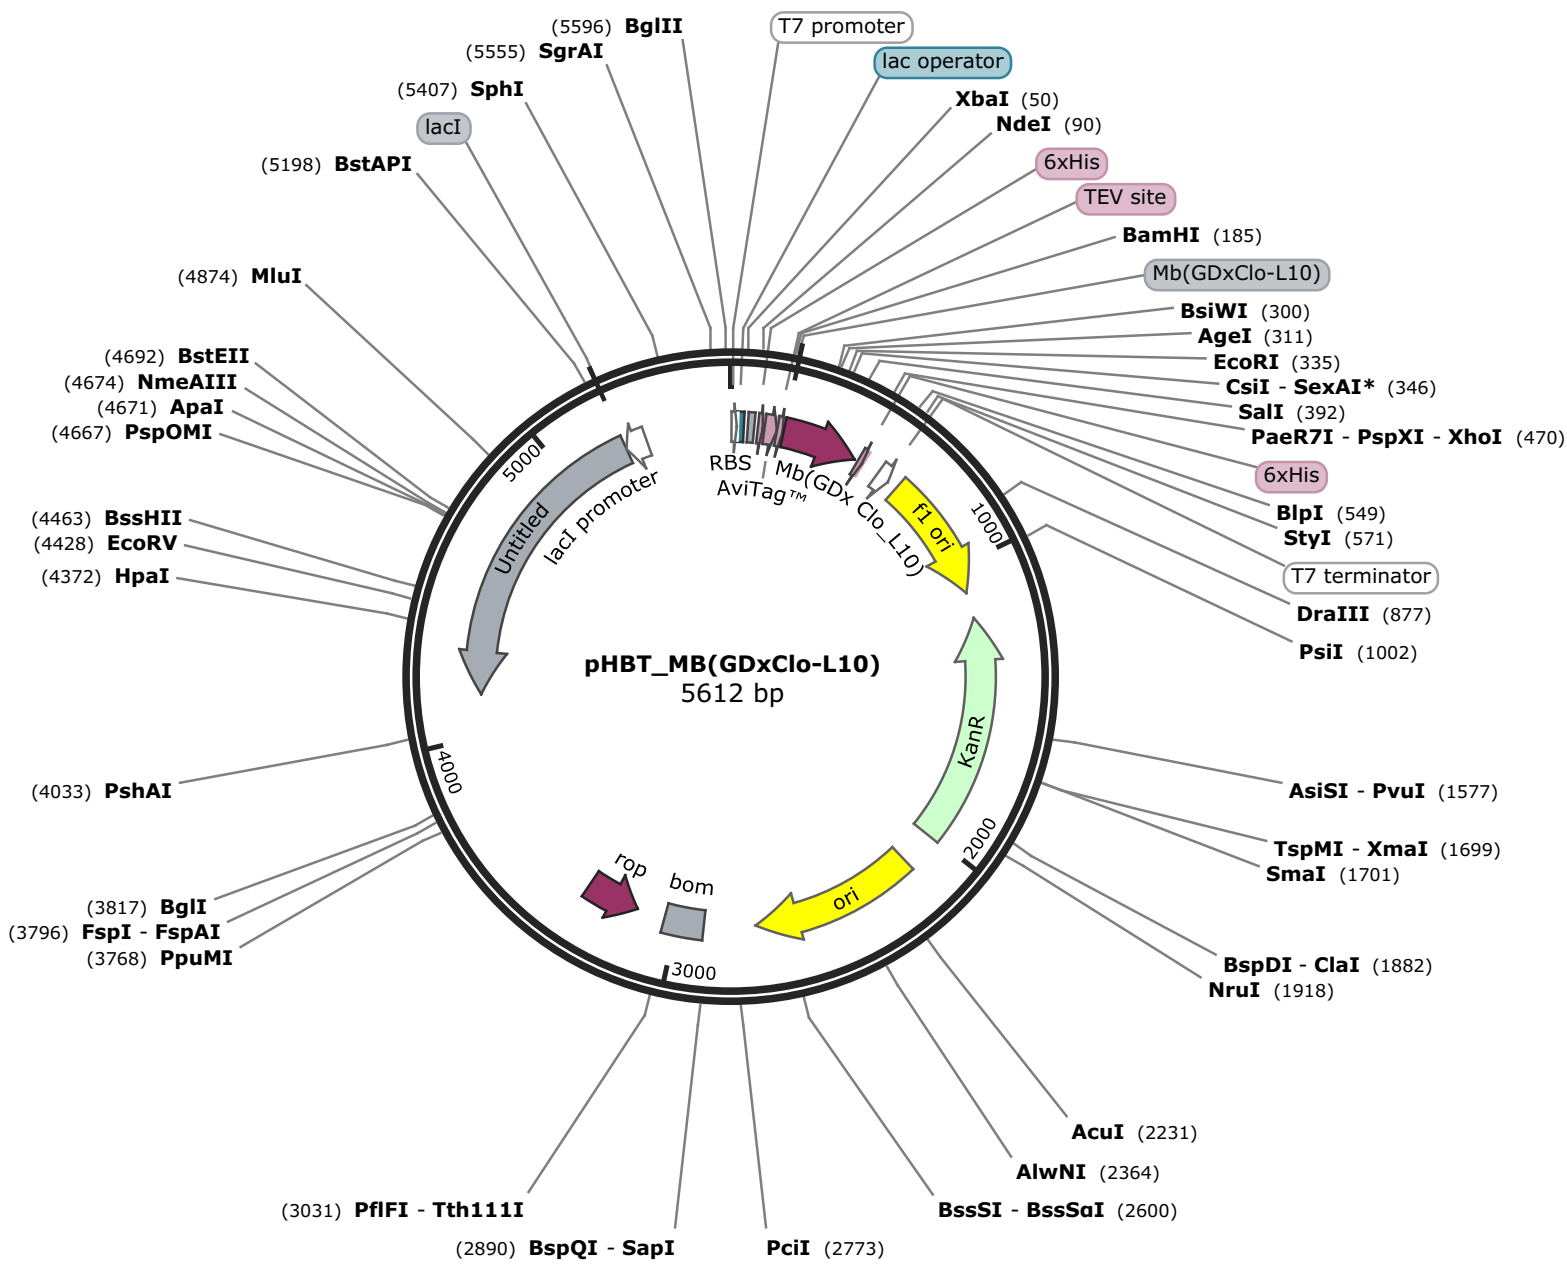 (5596) BglII
T7 promoter
(5555) SgrAI
lac operator
(5407) SphI
XbaI (50)
lacI
NdeI (90)
(5198) BstAPI
6xHis
TEV site
BamHI (185)
(4874) MluI
Mb(GDxClo-L10)
BsiWI (300)
AgeI (311)
(4692) BstEII
EcoRI (335)
(4674) NmeAIII
CsiI - SexAI* (346)
(4671) ApaI
SalI (392)
(4667) PspOMI
PaeR7I - PspXI - XhoI (470)
6xHis
(4463) BssHII
BlpI (549)
(4428) EcoRV
StyI (571)
(4372) HpaI
T7 terminator
DraIII (877)
PsiI (1002)
RBS
AviTag™
Mb(GDx Clo_L10)
5000
lacI promoter
Untitled
f1 ori
1000
pHBT_MB(GDxClo-L10)
5612 bp
KanR
4000
(4033) PshAI
AsiSI - PvuI (1577)
2000
TspMI - XmaI (1699)
SmaI (1701)
rop
bom
ori
3000
(3817) BglI
(3796) FspI - FspAI
(3768) PpuMI
BspDI - ClaI (1882)
NruI (1918)
AcuI (2231)
AlwNI (2364)
(3031) PflFI - Tth111I
BssSI - BssSαI (2600)
(2890) BspQI - SapI
PciI (2773)